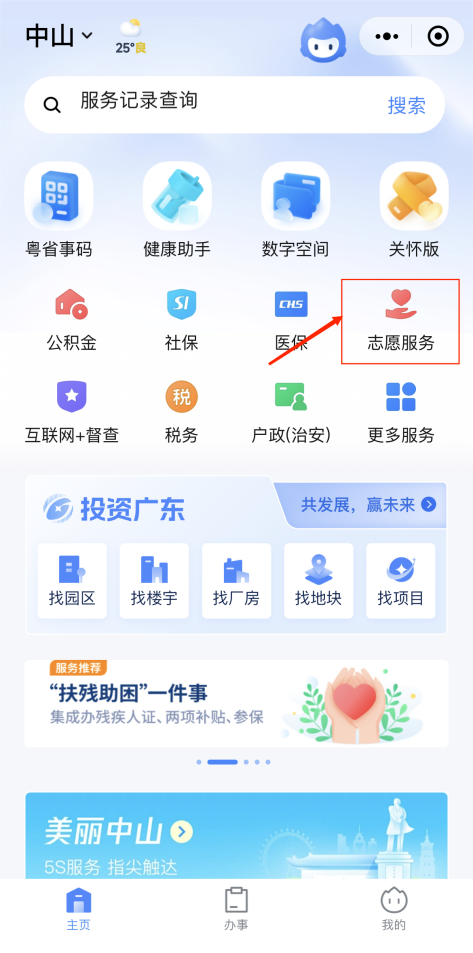 中山
25°良
服务记录查询
搜索
粤省事码
健康助手
数字空间
关怀版
SI
CHS
公积金
社保
医保
志愿服务
税
互联网+督查
税务
户政(治安)
更多服务
投资广东
共发展，赢未来
找园区
找楼宇
找厂房
找地块
找项目
服务推荐
“扶残助困”一件事
集成办残疾人证、两项补贴、参保
美丽中山
5S服务 指尖触达
主页
办事
我的